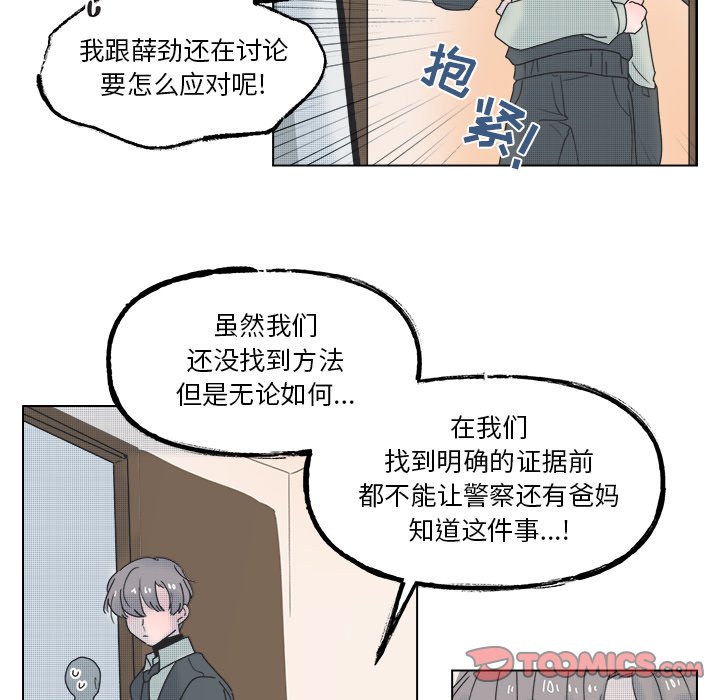 我跟薛劲还在讨论
要怎么应对呢!
抱紧!
虽然我们
还没找到方法
但是无论如何...
在我们
找到明确的证据前
都不能让警察还有爸妈
知道这件事...!
TOOMICS.COM